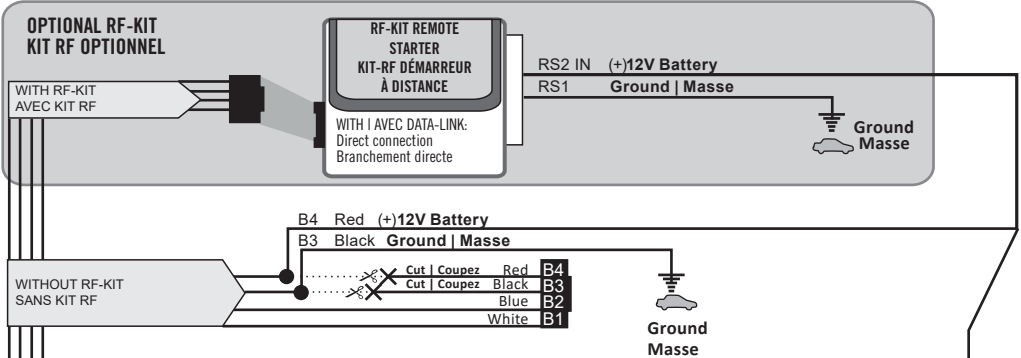 OPTIONAL RF-KIT
KIT RF OPTIONNEL
RF-KIT REMOTE
STARTER
KIT-RF DÉMARREUR
À DISTANCE
WITH | AVEC DATA-LINK:
Direct connection
Branchement directe
WITH RF-KIT
AVEC KIT RF
RS2 IN (+)12V Battery
RS1 Ground | Masse
Ground
Masse
B4 Red (+)12V Battery
B3 Black Ground | Masse
WITHOUT RF-KIT
SANS KIT RF
Cut | Coupez Red B4
Cut | Coupez Black B3
Blue B2
White B1
Ground
Masse